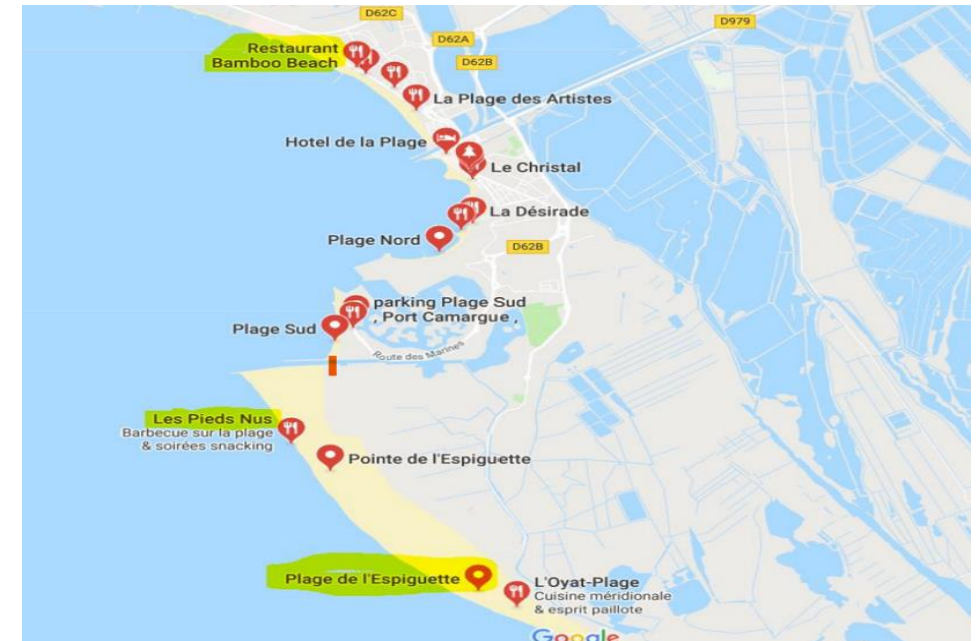 D62C
D979
D62A
D62B
Restaurant
Bamboo Beach
La Plage des Artistes
Hotel de la Plage
Le Christal
La Désirade
Plage Nord
D62B
parking Plage Sud
, Port Camargue ,
Plage Sud
Route des Marines
Les Pieds Nus
Barbecue sur la plage
& soirées snacking
Pointe de l'Espiguette
Plage de l'Espiguette
L'Oyat-Plage
Cuisine méridionale
& esprit paillote
Google